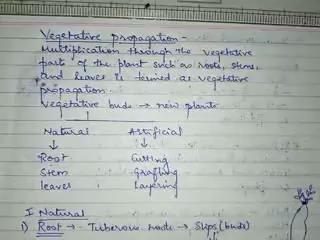 Vegetative propagation -
Multiplication through the vegetative
parts of the plant such as roots, stems,
and leaves is termed as vegetative
propagation.
vegetative buds → new plants
Natural Artificial
↓ ↓
Root Cutting
Stem Grafting
leaves Layering
I Natural
1) Root → Tuberous node → Slips (buds)